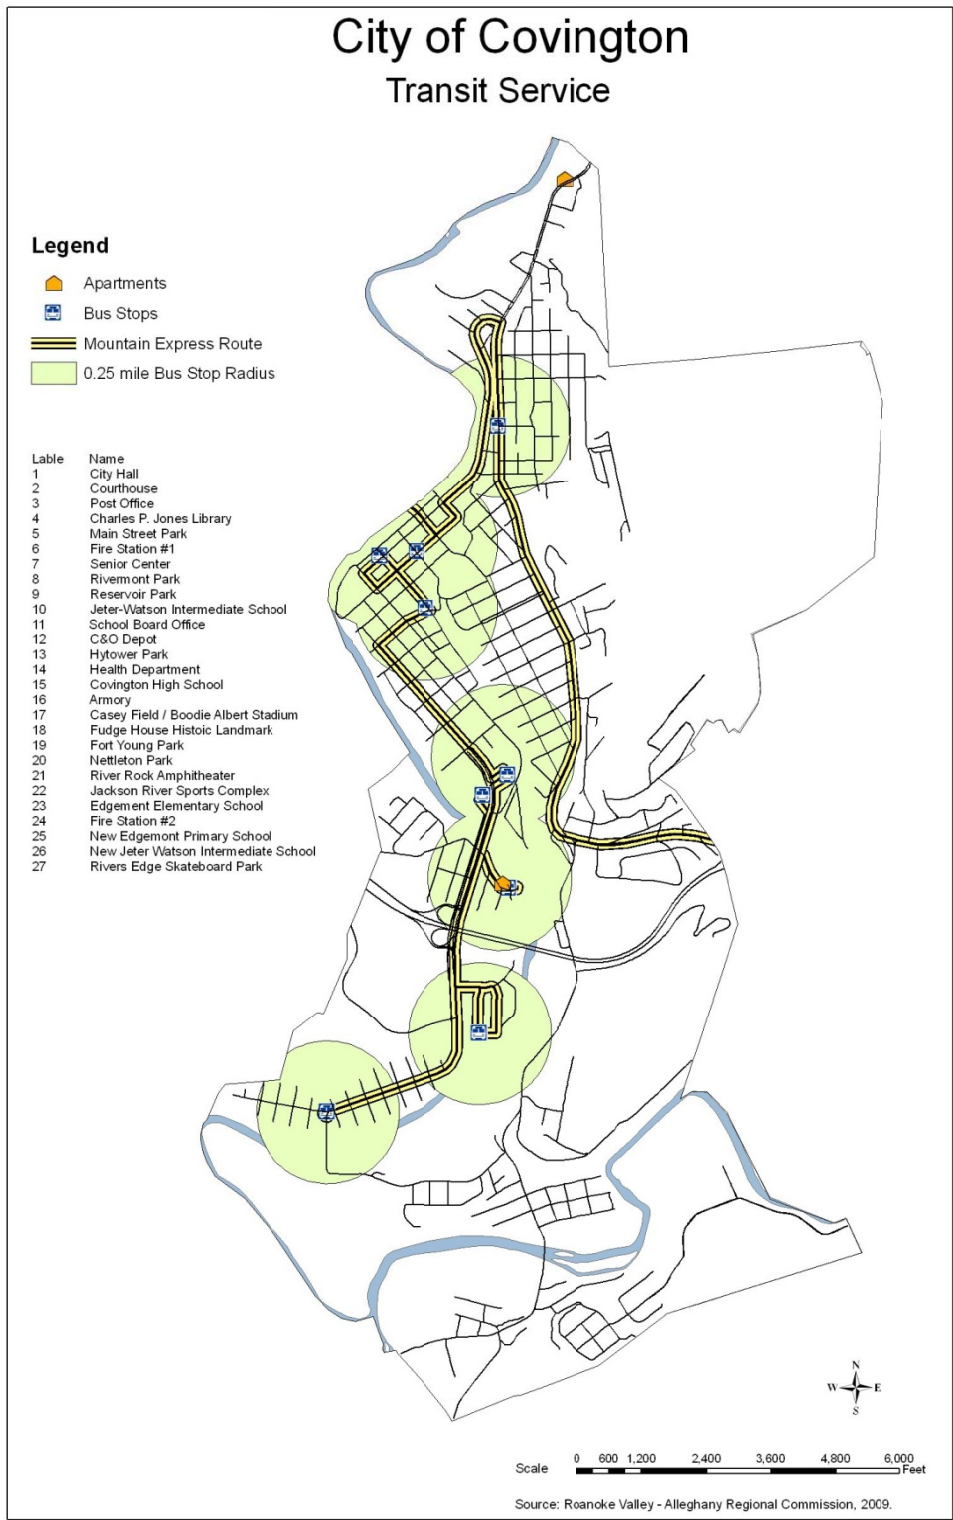 City of Covington
Transit Service
Legend
Apartments
Bus Stops
Mountain Express Route
0.25 mile Bus Stop Radius
Lable Name
1 City Hall
2 Courthouse
3 Post Office
4 Charles P. Jones Library
5 Main Street Park
6 Fire Station #1
7 Senior Center
8 Rivermont Park
9 Reservoir Park
10 Jeter-Watson Intermediate School
11 School Board Office
12 C&O Depot
13 Hytower Park
14 Health Department
15 Covington High School
16 Armory
17 Casey Field / Boodie Albert Stadium
18 Fudge House Histoic Landmark
19 Fort Young Park
20 Nettleton Park
21 River Rock Amphitheater
22 Jackson River Sports Complex
23 Edgement Elementary School
24 Fire Station #2
25 New Edgemont Primary School
26 New Jeter Watson Intermediate School
27 Rivers Edge Skateboard Park
N
W E
S
Scale 0 600 1,200 2,400 3,600 4,800 6,000
Feet
Source: Roanoke Valley - Alleghany Regional Commission, 2009.